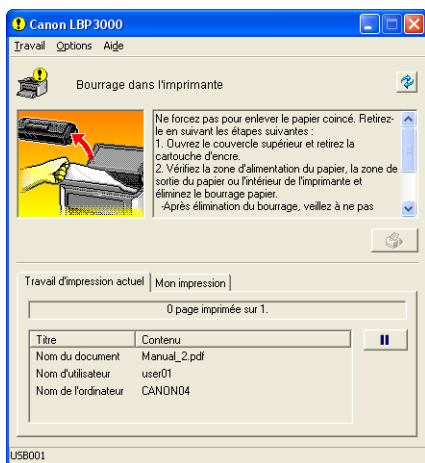 Canon LBP3000
Travail Options Aide
Bourrage dans l'imprimante
Ne forcez pas pour enlever le papier coincé. Retirez-
le en suivant les étapes suivantes :
1. Ouvrez le couvercle supérieur et retirez la
cartouche d'encre.
2. Vérifiez la zone d'alimentation du papier, la zone de
sortie du papier ou l'intérieur de l'imprimante et
éliminez le bourrage papier.
-Après élimination du bourrage, veillez à ne pas
Travail d'impression actuel Mon impression
0 page imprimée sur 1.
Titre Contenu
Nom du document Manual_2.pdf
Nom d'utilisateur user01
Nom de l'ordinateur CANON04
USB001